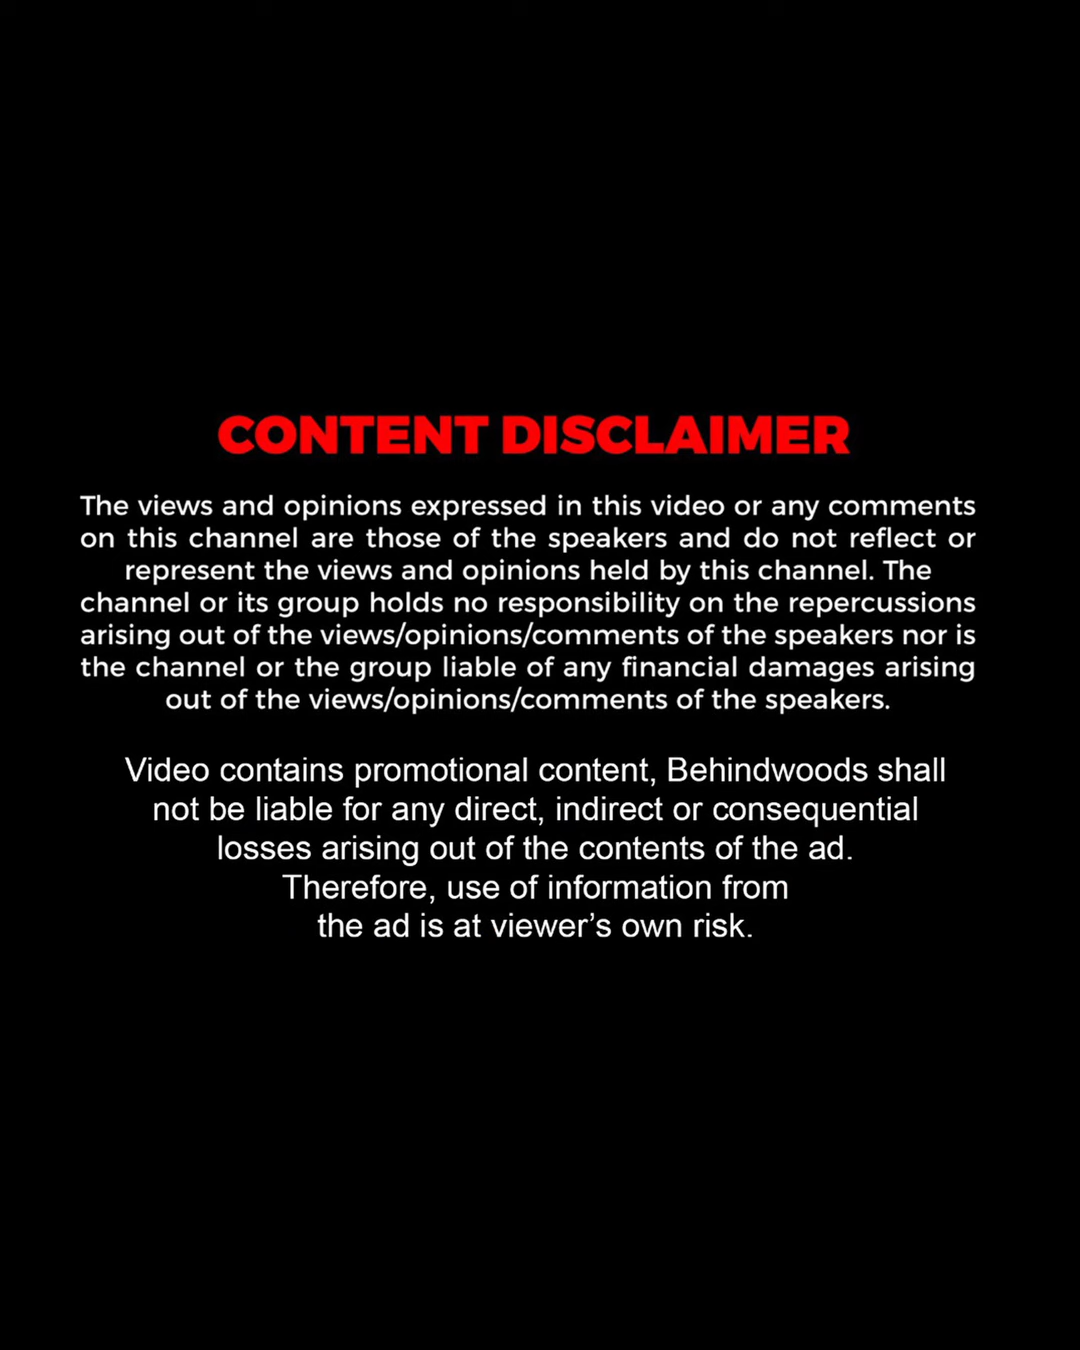 CONTENT DISCLAIMER
The views and opinions expressed in this video or any comments
on this channel are those of the speakers and do not reflect or
represent the views and opinions held by this channel. The
channel or its group holds no responsibility on the repercussions
arising out of the views/opinions/comments of the speakers nor is
the channel or the group liable of any financial damages arising
out of the views/opinions/comments of the speakers.
Video contains promotional content, Behindwoods shall
not be liable for any direct, indirect or consequential
losses arising out of the contents of the ad.
Therefore, use of information from
the ad is at viewer’s own risk.